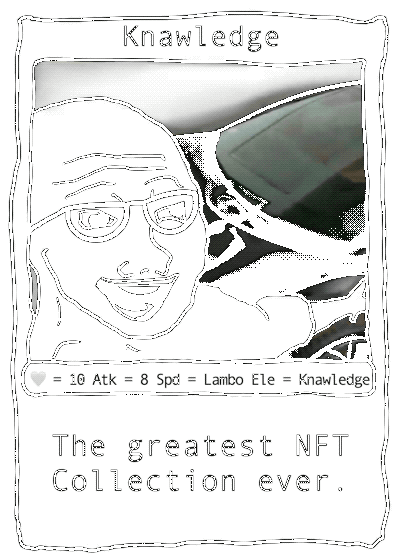 Knawledge
🤍 = 10 Atk = 8 Spd = Lambo Ele = Knawledge
The greatest NFT
Collection ever.